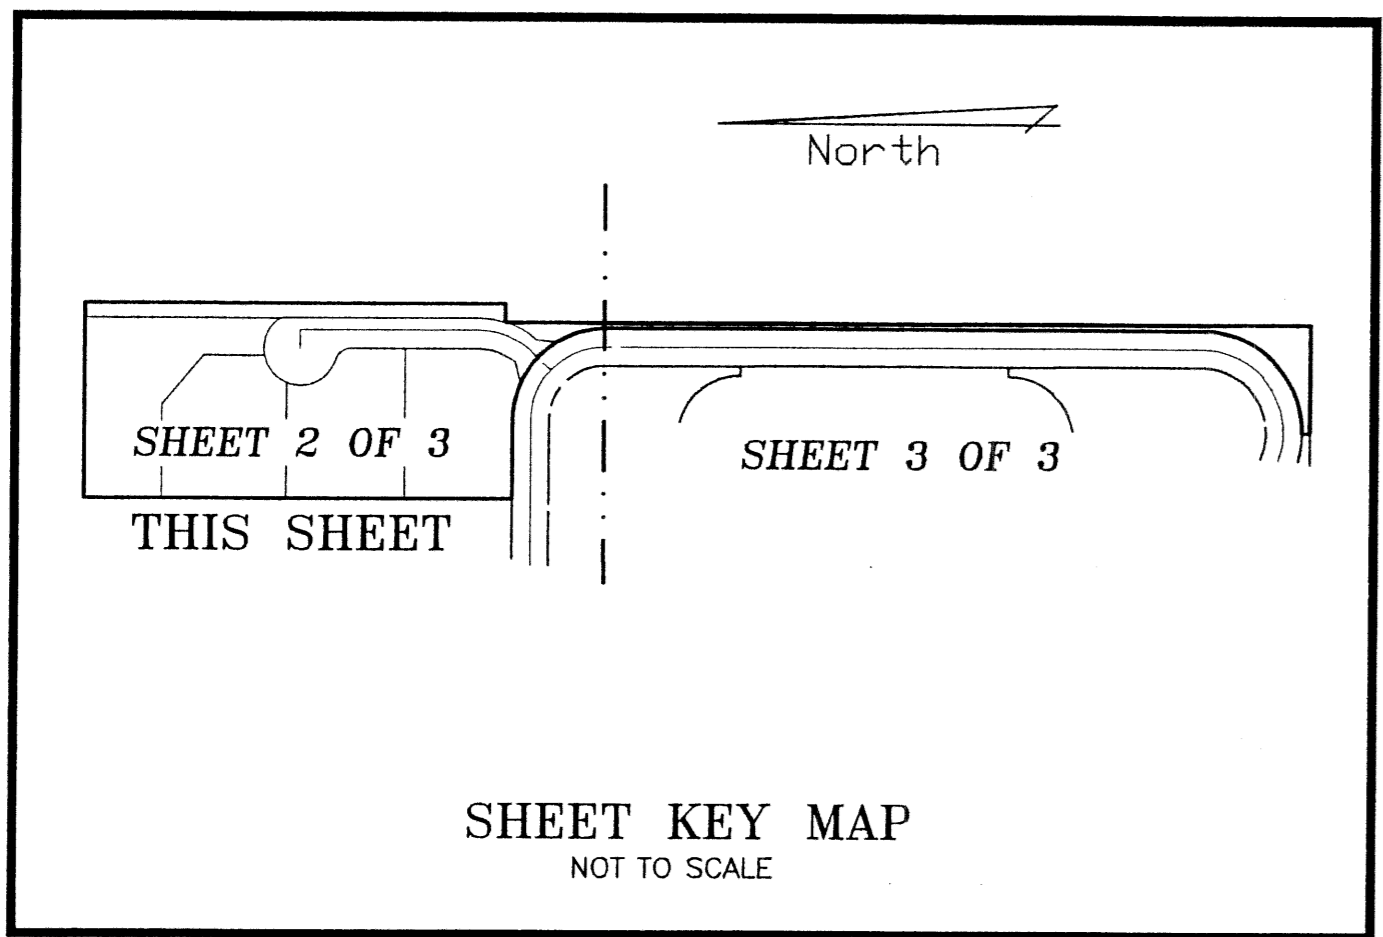 North
SHEET 2 OF 3
SHEET 3 OF 3
THIS SHEET
SHEET KEY MAP
NOT TO SCALE